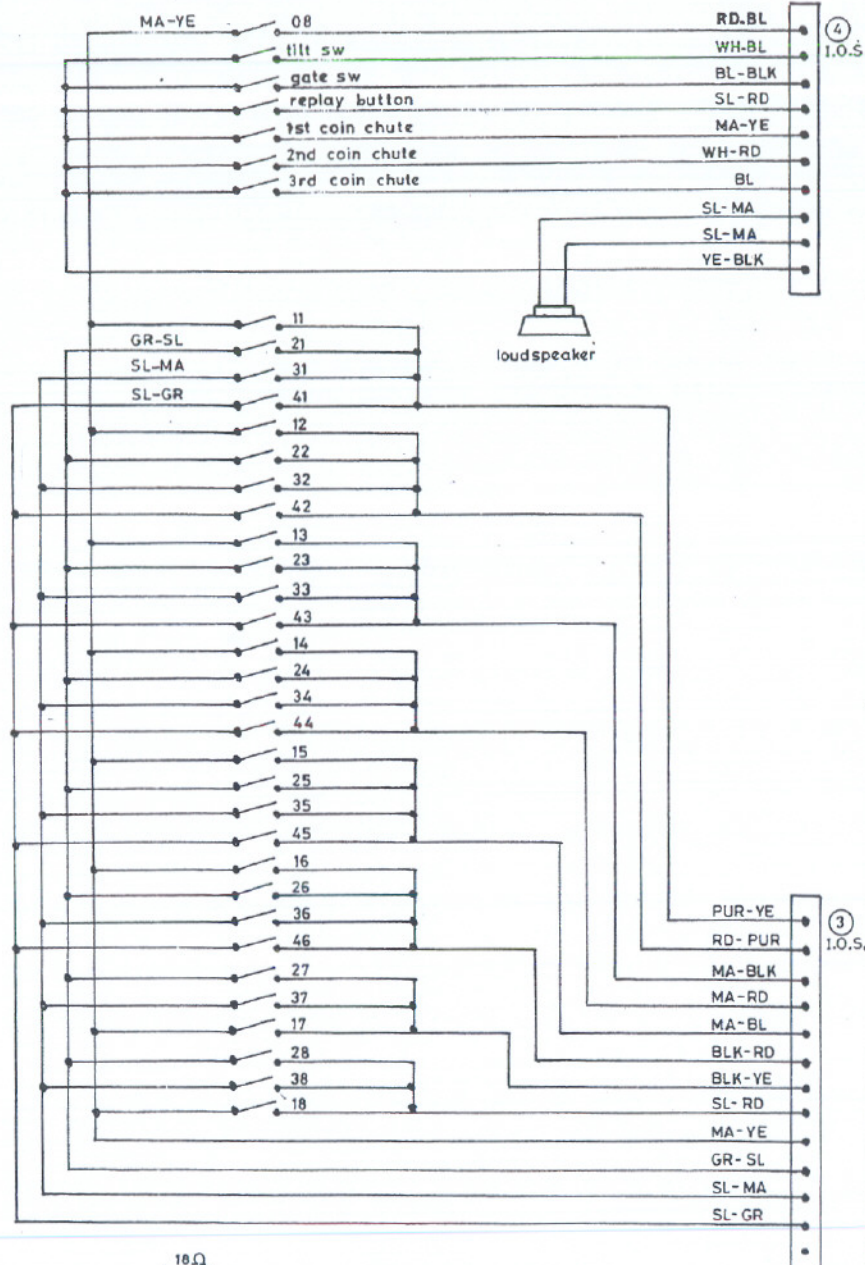 MA-YE 08 RD.BL
④
tilt sw WH-BL
I.O.S
gate sw BL-BLK
replay button SL-RD
1st coin chute MA-YE
2nd coin chute WH-RD
3rd coin chute BL
SL-MA
SL-MA
YE-BLK
11
GR-SL 21
loudspeaker
SL-MA 31
SL-GR 41
12
22
32
42
13
23
33
43
14
24
34
44
15
25
35
45
16
26
36
PUR-YE
③
46
RD-PUR
I.O.S.
27
MA-BLK
37
MA-RD
17
MA-BL
28
BLK-RD
38
BLK-YE
18
SL-RD
MA-YE
GR-SL
SL-MA
SL-GR
18Ω